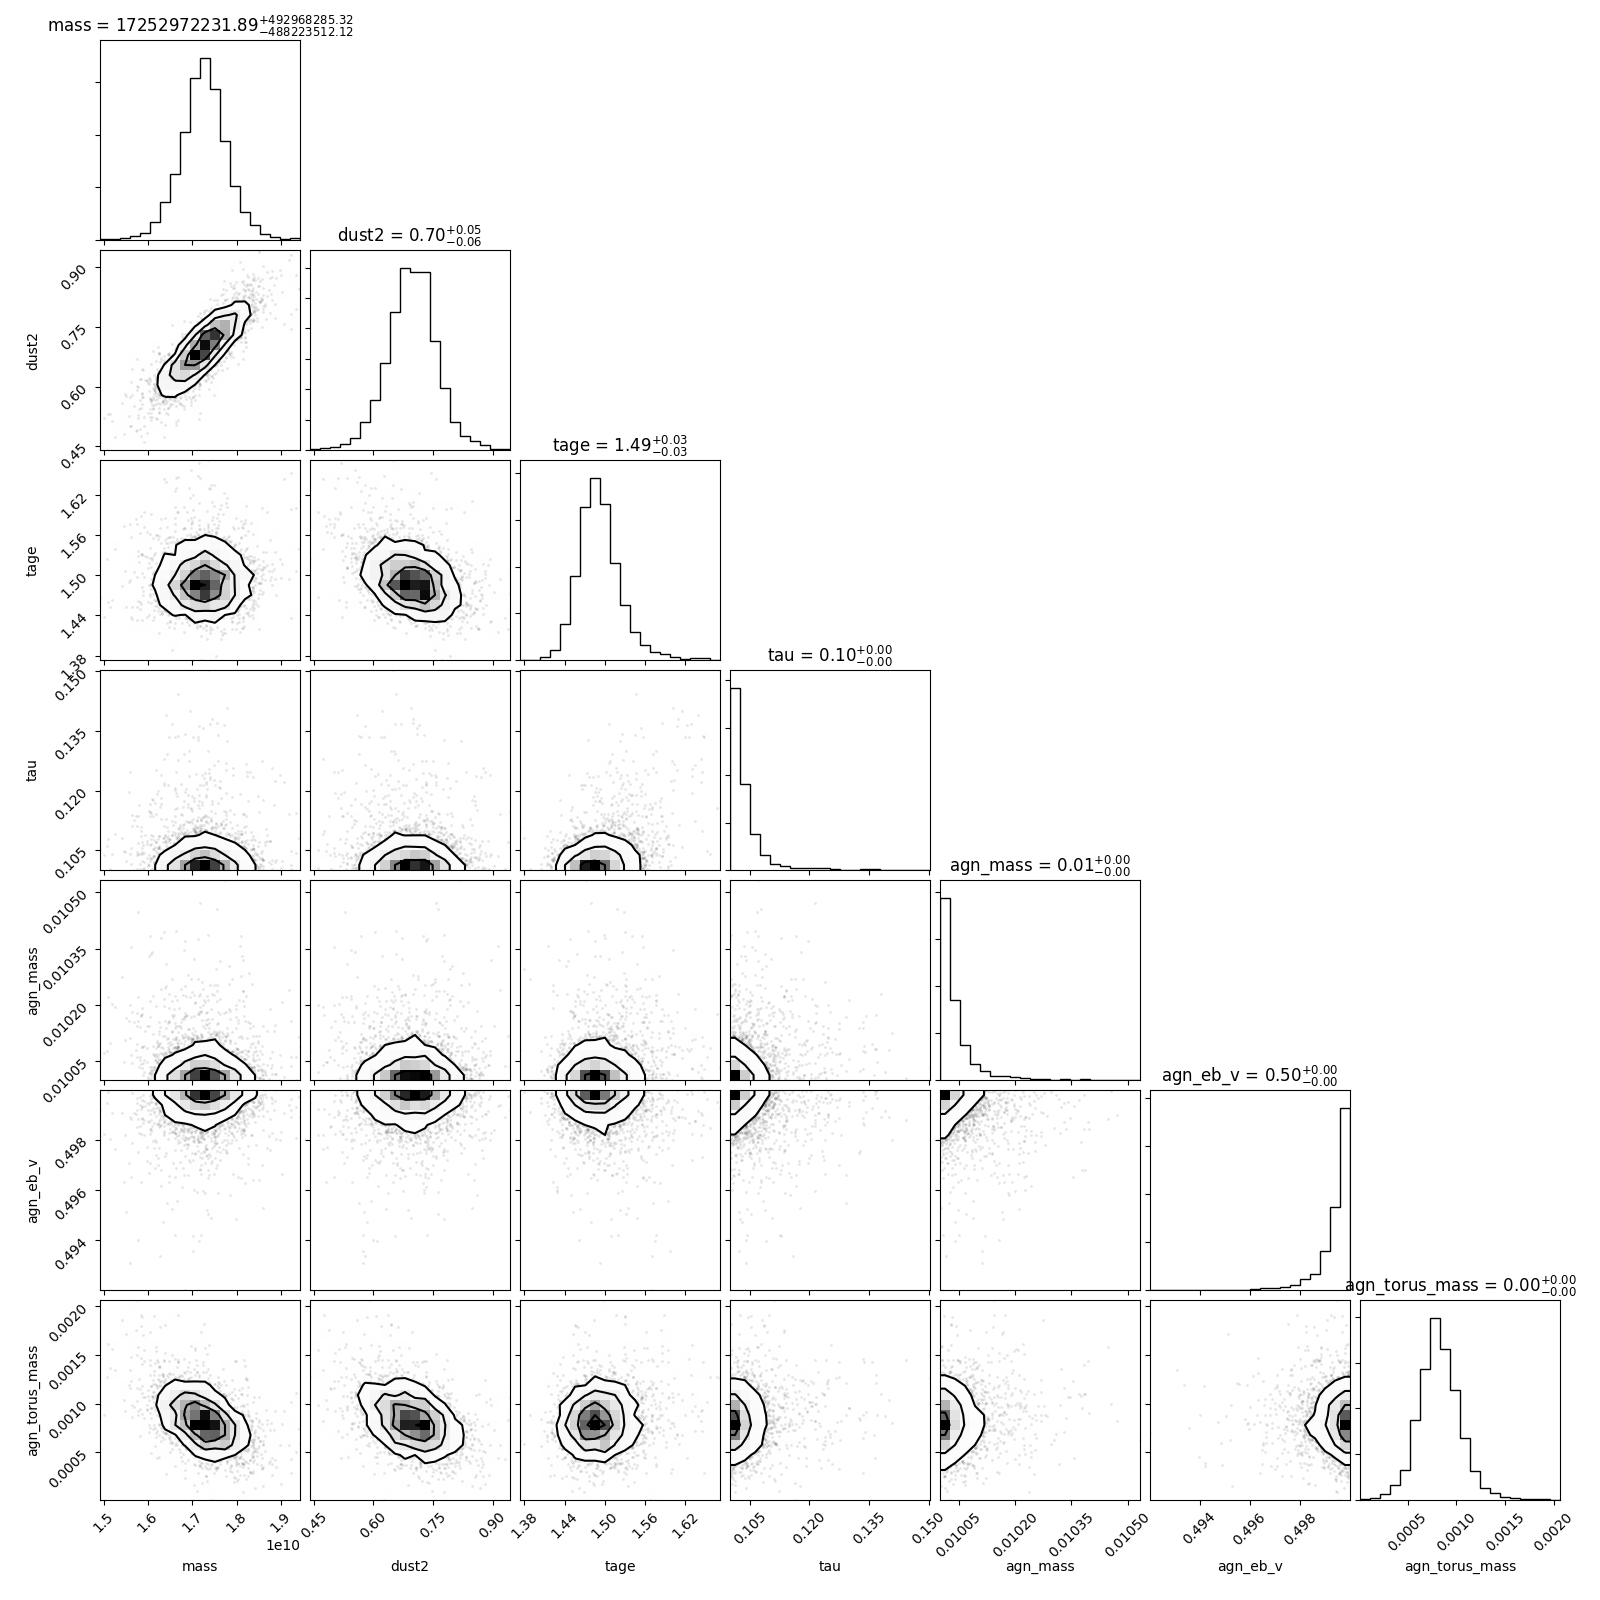 mass = 17252972231.89+492968285.32−488223512.12
dust2 = 0.70+0.05−0.06
0.90
0.75
0.60
0.45
dust2
tage = 1.49+0.03−0.03
1.62
1.56
1.50
1.44
1.38
tage
tau = 0.10+0.00−0.00
0.150
0.135
0.120
0.105
tau
agn_mass = 0.01+0.00−0.00
0.01050
0.01035
0.01020
0.01005
agn_mass
agn_eb_v = 0.50+0.00−0.00
0.498
0.496
0.494
agn_eb_v
agn_torus_mass = 0.00+0.00−0.00
0.0020
0.0015
0.0010
0.0005
agn_torus_mass
1.5 1.6 1.7 1.8 1.9 0.45 0.60 0.75 0.90 1.38 1.44 1.50 1.56 1.62 0.105 0.120 0.135 0.150 0.01005 0.01020 0.01035 0.01050 0.494 0.496 0.498 0.0005 0.0010 0.0015 0.0020
1e10
mass dust2 tage tau agn_mass agn_eb_v agn_torus_mass